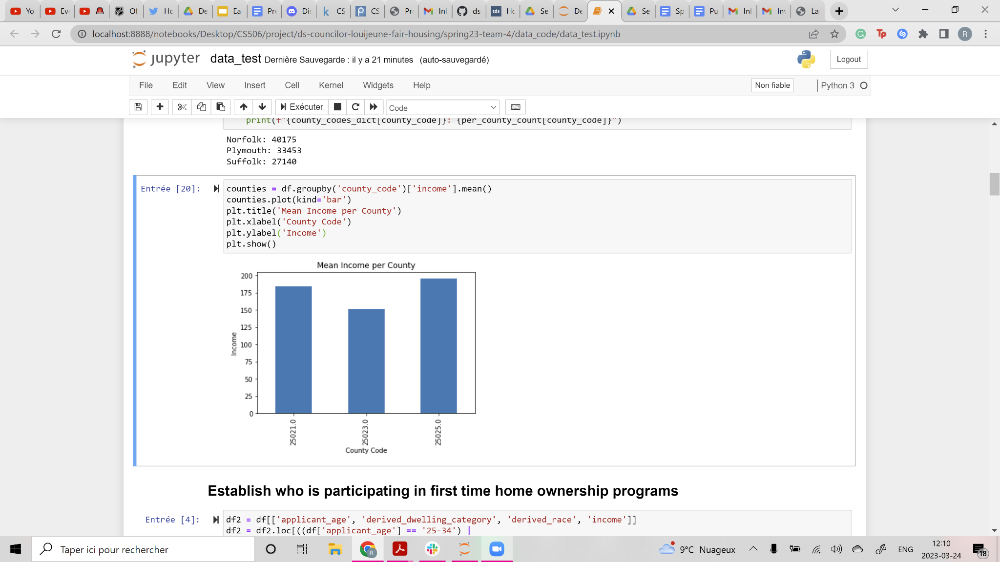 Yo Ev Of Ho De Ea Pr Di CS CS Pr Inl ds Ho Se De Se Sp Pu Inl Inv La
localhost:8888/notebooks/Desktop/CS506/project/ds-councilor-louijeune-fair-housing/spring23-team-4/data_code/data_test.ipynb
jupyter data_test Dernière Sauvegarde : il y a 21 minutes (auto-sauvegardé) Logout
File Edit View Insert Cell Kernel Widgets Help Non fiable Python 3
Exécuter Code
print(f"{county_codes_dict[county_code]}: {per_county_count[county_code]}")
Norfolk: 40175
Plymouth: 33453
Suffolk: 27140
Entrée [20]: counties = df.groupby('county_code')['income'].mean()
counties.plot(kind='bar')
plt.title('Mean Income per County')
plt.xlabel('County Code')
plt.ylabel('Income')
plt.show()
Mean Income per County
200
175
150
125
100
75
50
25
0
Income
25021.0 25023.0 25025.0
County Code
Establish who is participating in first time home ownership programs
Entrée [4]: df2 = df[['applicant_age', 'derived_dwelling_category', 'derived_race', 'income']]
df2 = df2.loc[((df['applicant_age'] == '25-34') |
Taper ici pour rechercher 9°C Nuageux ENG 12:10
2023-03-24 18